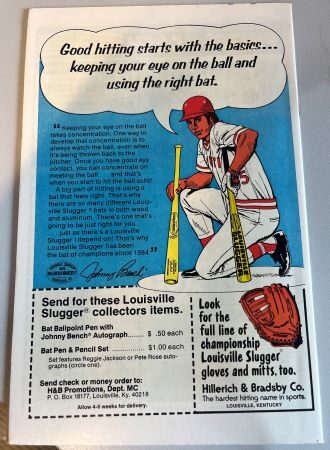 Good hitting starts with the basics...
keeping your eye on the ball and
using the right bat.
"Keeping your eye on the ball
takes concentration. One way to
develop that concentration is to
always watch the ball, even when
it's being thrown back to the
pitcher. Once you have good eye
contact, you can concentrate on
meeting the ball . . . and that's
when you start to hit the ball solid!
A big part of hitting is using a
bat that feels right. That's why
there are so many different Louis-
ville Slugger® bats in both wood
and aluminum. There's one that's
going to be just right for you
. . . just as there's a Louisville
Slugger I depend on! That's why
Louisville Slugger has been
the bat of champions since 1884."
Johnny Bench
5
Send for these Louisville
Slugger® collectors items.
Bat Ballpoint Pen with
Johnny Bench® Autograph....... $ .50 each
Bat Pen & Pencil Set ............. $1.00 each
Set features Reggie Jackson or Pete Rose auto-
graphs (circle one).
Send check or money order to:
H&B Promotions, Dept. MC
P. O. Box 18177, Louisville, Ky. 40218
Allow 4-6 weeks for delivery.
Look
for the
full line of
championship
Louisville Slugger
gloves and mitts, too.
Hillerich & Bradsby Co.
The hardest hitting name in sports.
LOUISVILLE, KENTUCKY